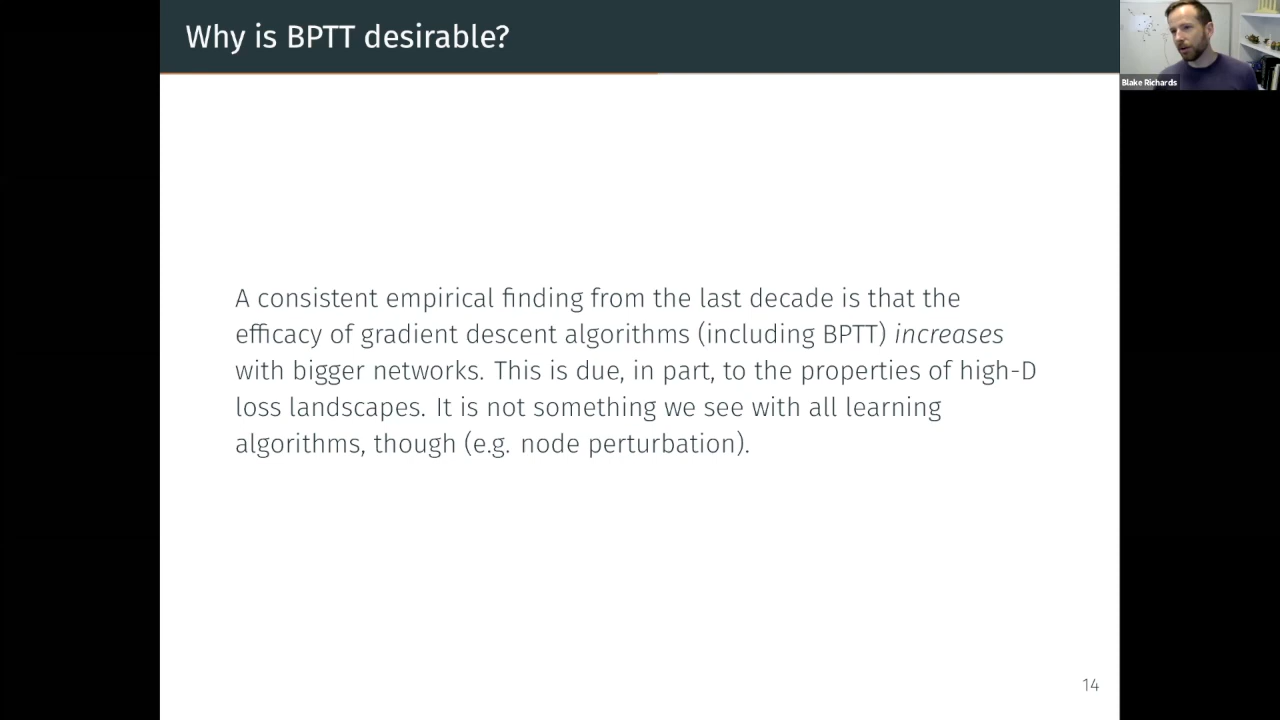 Why is BPTT desirable?
Blake Richards
A consistent empirical finding from the last decade is that the
efficacy of gradient descent algorithms (including BPTT) increases
with bigger networks. This is due, in part, to the properties of high-D
loss landscapes. It is not something we see with all learning
algorithms, though (e.g. node perturbation).
14